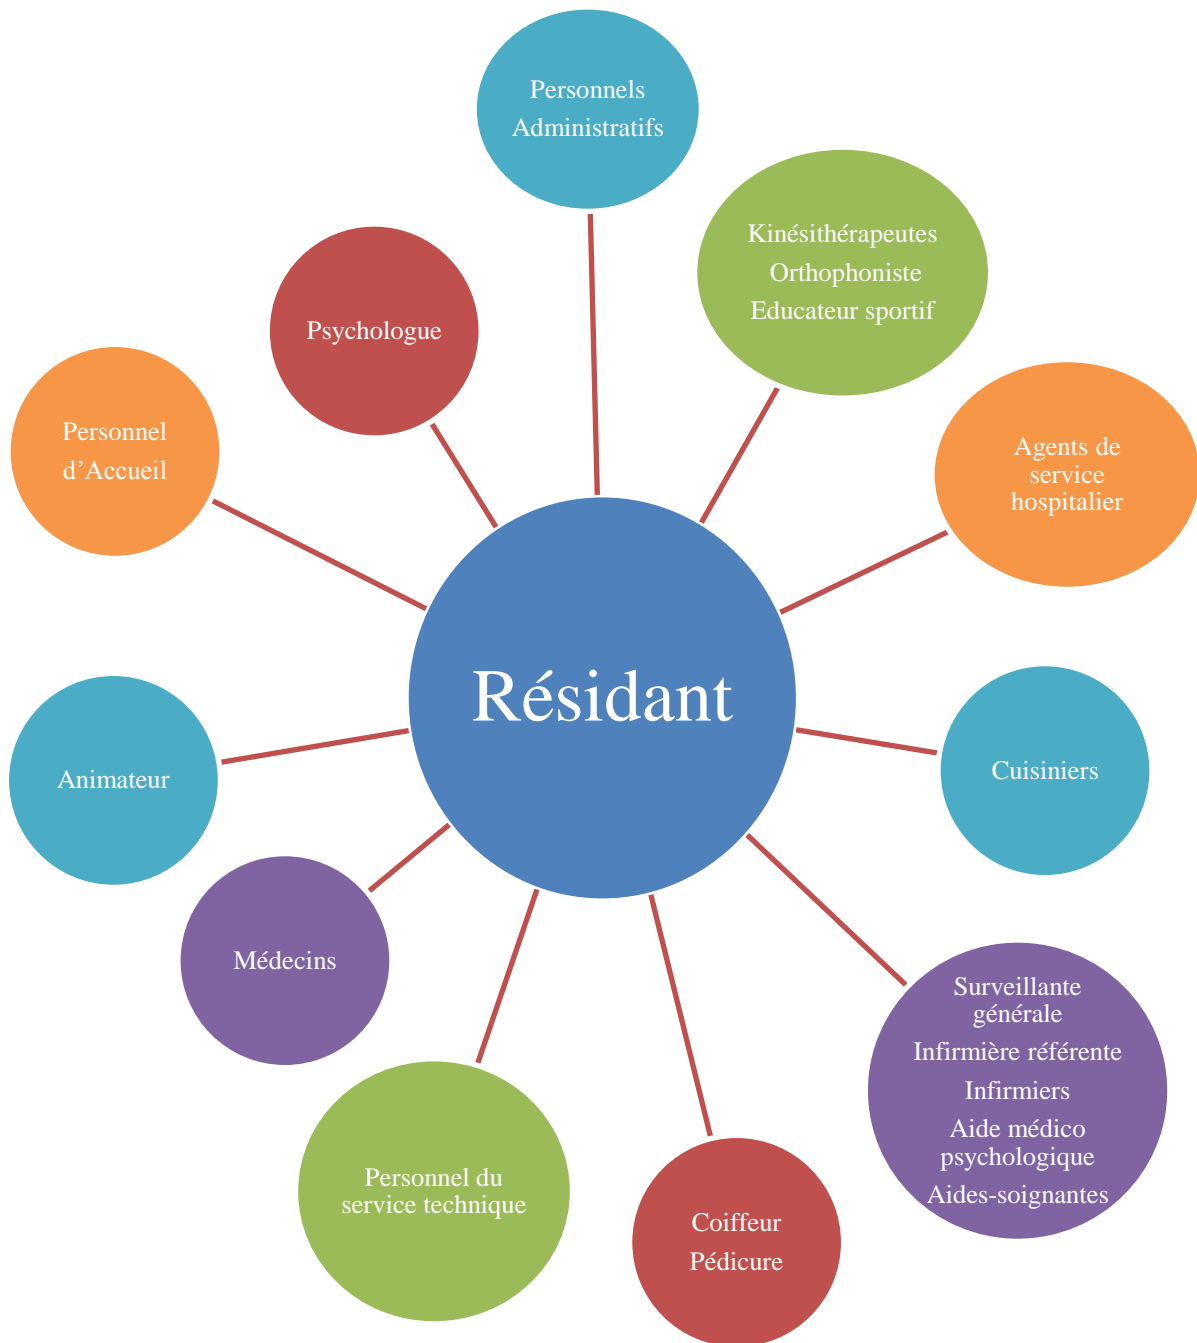 Personnels
Administratifs
Kinésithérapeutes
Orthophoniste
Educateur sportif
Psychologue
Personnel
d’Accueil
Agents de
service
hospitalier
Résidant
Animateur
Cuisiniers
Médecins
Surveillante
générale
Infirmière référente
Infirmiers
Aide médico
psychologique
Aides-soignantes
Personnel du
service technique
Coiffeur
Pédicure